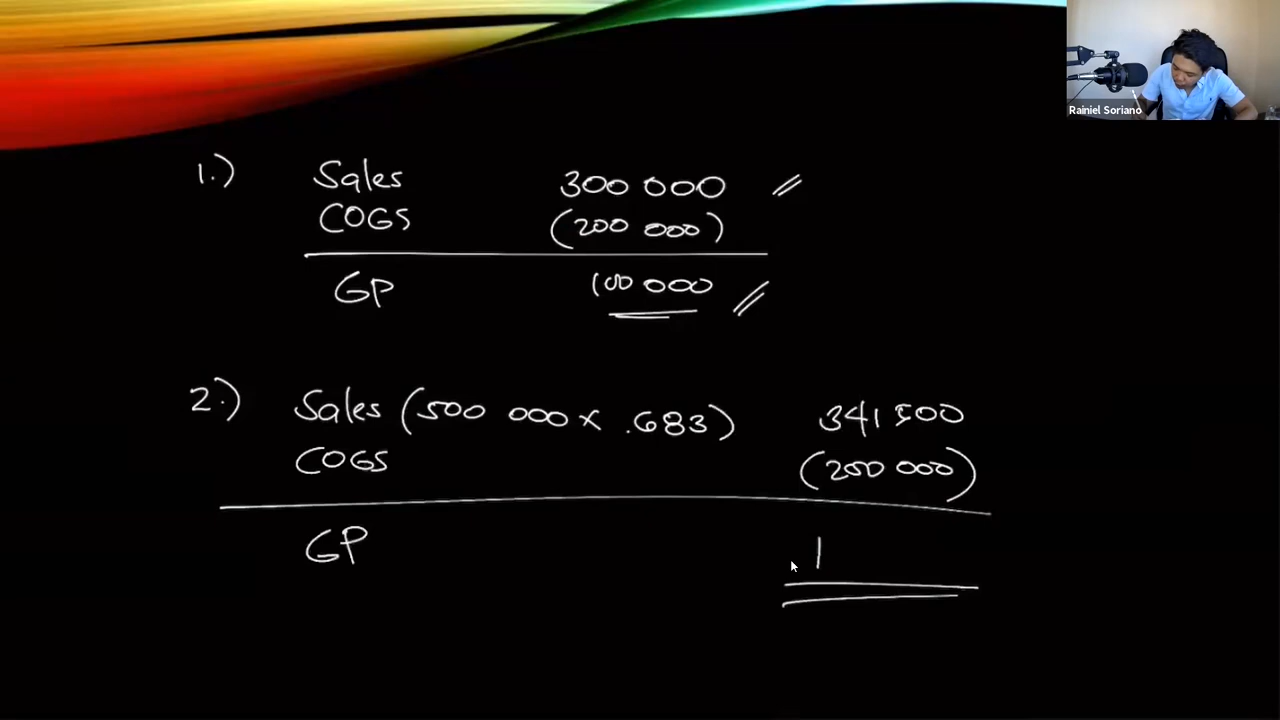 Rainiel Soriano
1.) Sales 300 000
COGS (200 000)
GP 100 000
2.) Sales (500 000 x .683) 341 500
COGS (200 000)
GP 1